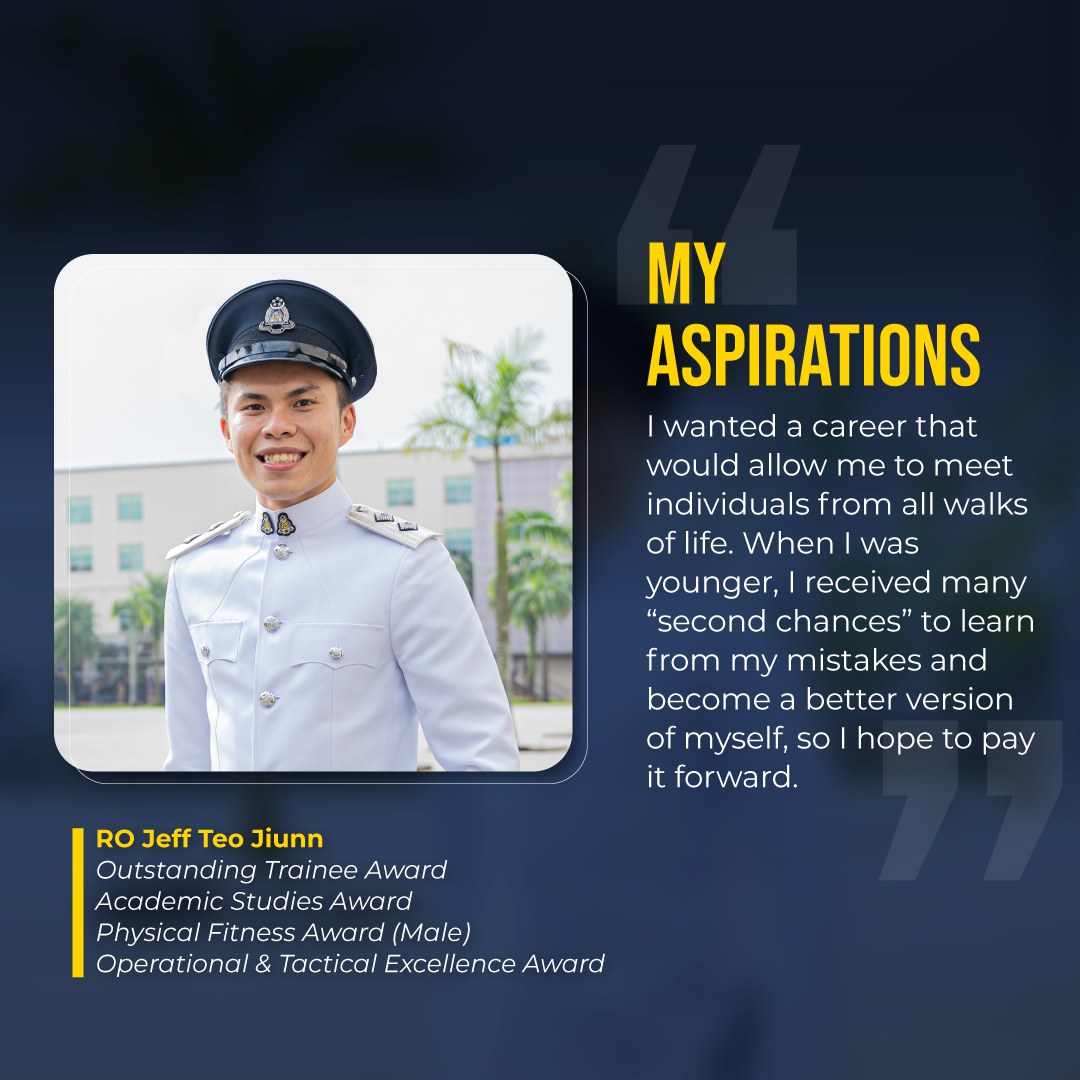 MY
ASPIRATIONS
I wanted a career that
would allow me to meet
individuals from all walks
of life. When I was
younger, I received many
“second chances” to learn
from my mistakes and
become a better version
of myself, so I hope to pay
it forward.
RO Jeff Teo Jiunn
Outstanding Trainee Award
Academic Studies Award
Physical Fitness Award (Male)
Operational & Tactical Excellence Award